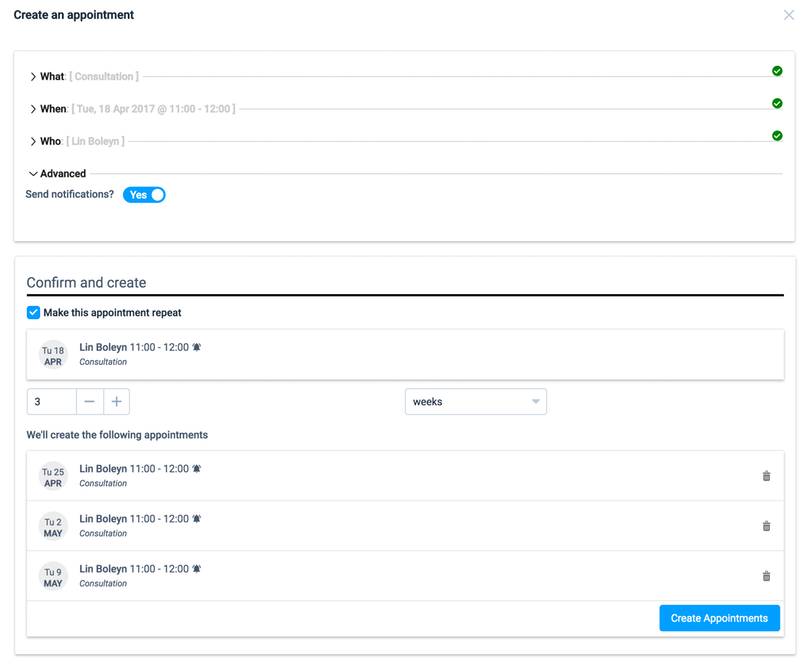 Create an appointment
What: [ Consultation ]
When: [ Tue, 18 Apr 2017 @ 11:00 - 12:00 ]
Who: [ Lin Boleyn ]
Advanced
Send notifications? Yes
Confirm and create
Make this appointment repeat
Tu 18
APR
Lin Boleyn 11:00 - 12:00
Consultation
3
weeks
We'll create the following appointments
Tu 25
APR
Lin Boleyn 11:00 - 12:00
Consultation
Tu 2
MAY
Lin Boleyn 11:00 - 12:00
Consultation
Tu 9
MAY
Lin Boleyn 11:00 - 12:00
Consultation
Create Appointments